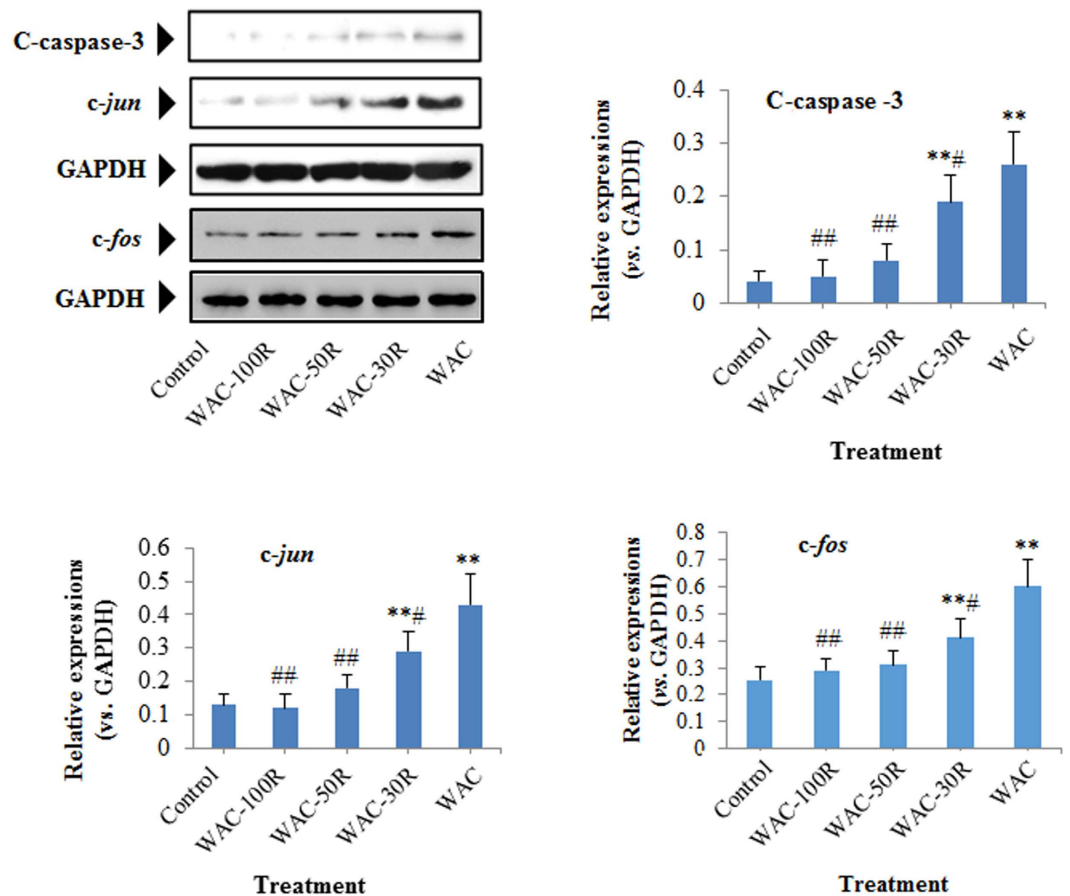 C-caspase-3
c-jun
GAPDH
c-fos
GAPDH
Control
WAC-100R
WAC-50R
WAC-30R
WAC
C-caspase -3
Relative expressions
(vs. GAPDH)
0.4
0.3
0.2
0.1
0
##
##
**#
**
Control
WAC-100R
WAC-50R
WAC-30R
WAC
Treatment
c-jun
Relative expressions
(vs. GAPDH)
0.6
0.5
0.4
0.3
0.2
0.1
0
##
##
**#
**
Control
WAC-100R
WAC-50R
WAC-30R
WAC
Treatment
c-fos
Relative expressions
(vs. GAPDH)
0.8
0.7
0.6
0.5
0.4
0.3
0.2
0.1
0
##
##
**#
**
Control
WAC-100R
WAC-50R
WAC-30R
WAC
Treatment